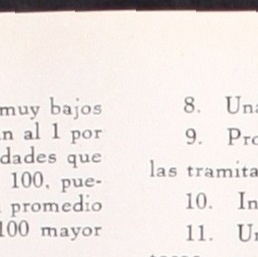 muy bajos
n al 1 por
dades que
100, pue-
promedio
100 mayor
8. Una
9. Pro
las tramita
10. In
11. Un